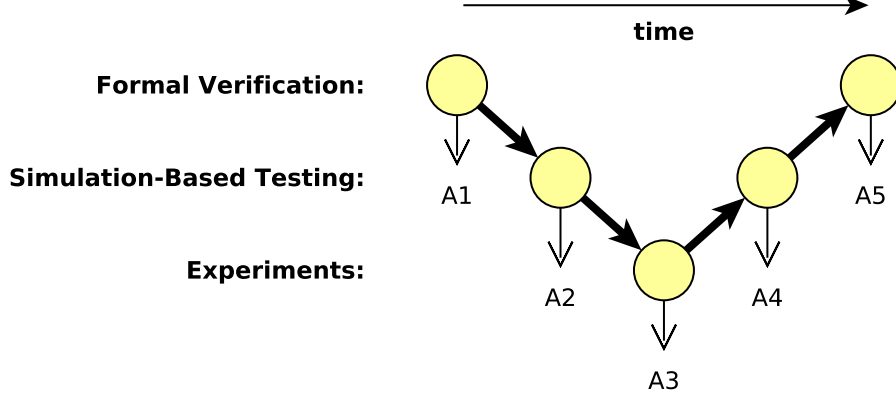 time
Formal Verification:
A1
A5
Simulation-Based Testing:
A2
A4
Experiments:
A3